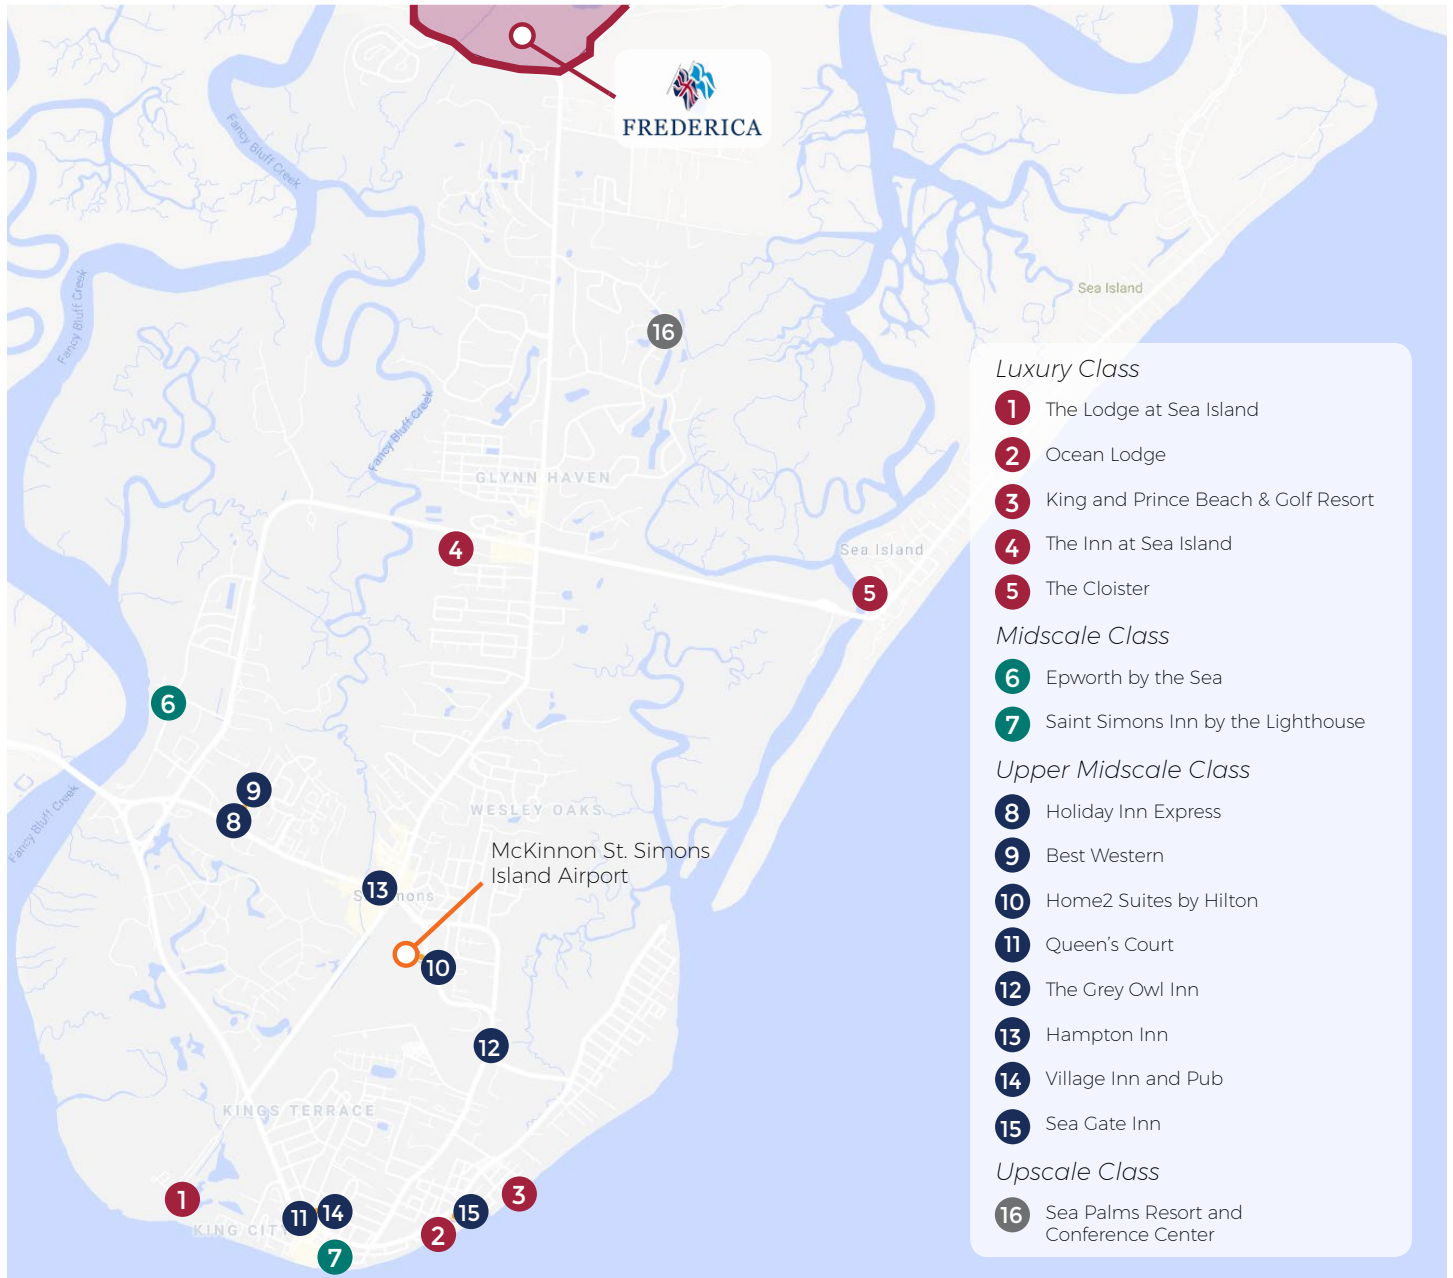 FREDERICA
Fancy Bluff Creek
Fancy Bluff Creek
Fancy Bluff Creek
Fancy Bluff Creek
Sea Island
16
GLYNN HAVEN
4
Sea Island
5
6
9
8
WESLEY OAKS
McKinnon St. Simons
Island Airport
13
10
12
KINGS TERRACE
1
KING CITY
11
14
7
2
15
3
Luxury Class
1 The Lodge at Sea Island
2 Ocean Lodge
3 King and Prince Beach & Golf Resort
4 The Inn at Sea Island
5 The Cloister
Midscale Class
6 Epworth by the Sea
7 Saint Simons Inn by the Lighthouse
Upper Midscale Class
8 Holiday Inn Express
9 Best Western
10 Home2 Suites by Hilton
11 Queen's Court
12 The Grey Owl Inn
13 Hampton Inn
14 Village Inn and Pub
15 Sea Gate Inn
Upscale Class
16 Sea Palms Resort and
Conference Center